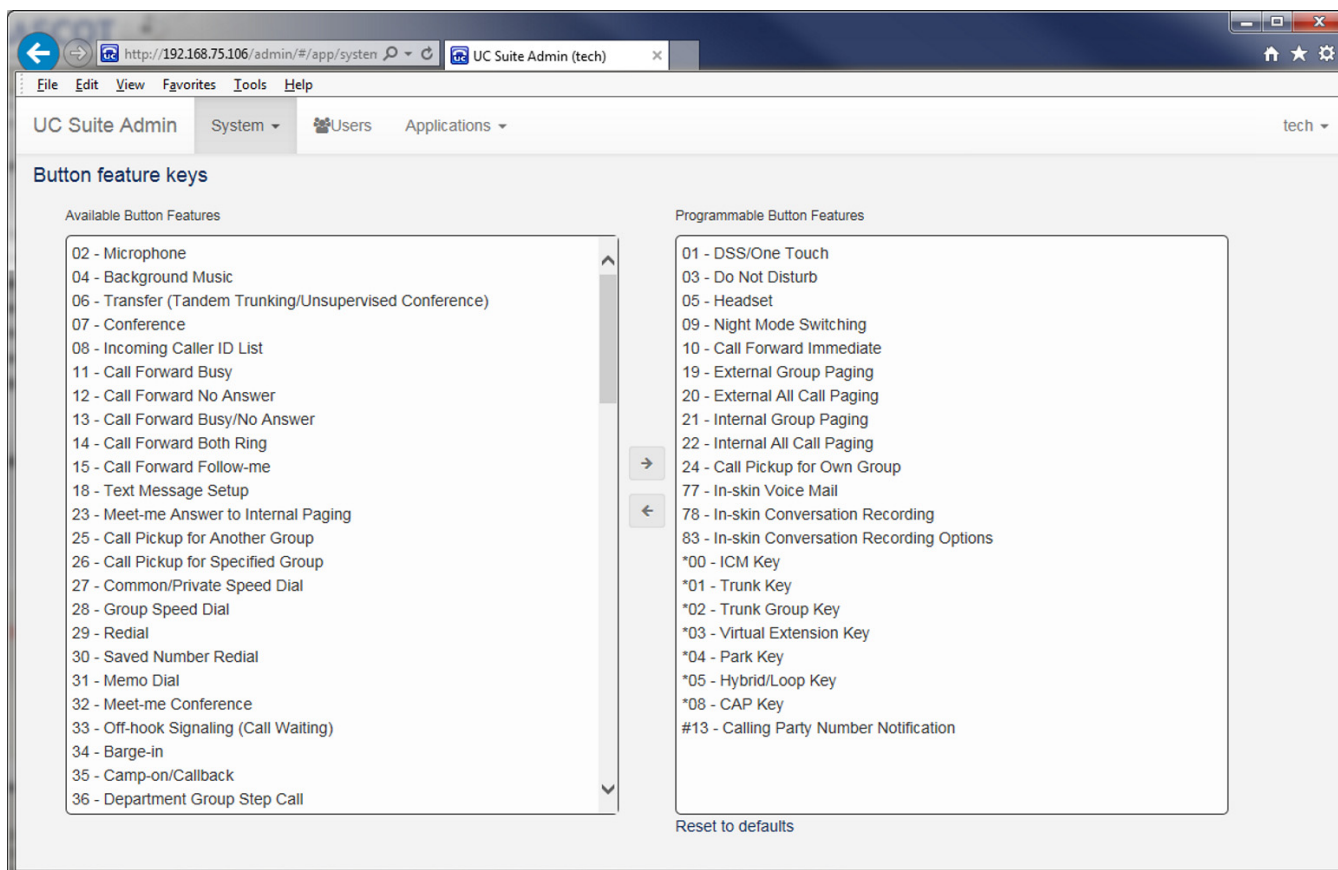 ASCOT
http://192.168.75.106/admin/#/app/system
UC Suite Admin (tech)
File Edit View Favorites Tools Help
UC Suite Admin System Users Applications tech
Button feature keys
Available Button Features
02 - Microphone
04 - Background Music
06 - Transfer (Tandem Trunking/Unsupervised Conference)
07 - Conference
08 - Incoming Caller ID List
11 - Call Forward Busy
12 - Call Forward No Answer
13 - Call Forward Busy/No Answer
14 - Call Forward Both Ring
15 - Call Forward Follow-me
18 - Text Message Setup
23 - Meet-me Answer to Internal Paging
25 - Call Pickup for Another Group
26 - Call Pickup for Specified Group
27 - Common/Private Speed Dial
28 - Group Speed Dial
29 - Redial
30 - Saved Number Redial
31 - Memo Dial
32 - Meet-me Conference
33 - Off-hook Signaling (Call Waiting)
34 - Barge-in
35 - Camp-on/Callback
36 - Department Group Step Call
Programmable Button Features
01 - DSS/One Touch
03 - Do Not Disturb
05 - Headset
09 - Night Mode Switching
10 - Call Forward Immediate
19 - External Group Paging
20 - External All Call Paging
21 - Internal Group Paging
22 - Internal All Call Paging
24 - Call Pickup for Own Group
77 - In-skin Voice Mail
78 - In-skin Conversation Recording
83 - In-skin Conversation Recording Options
*00 - ICM Key
*01 - Trunk Key
*02 - Trunk Group Key
*03 - Virtual Extension Key
*04 - Park Key
*05 - Hybrid/Loop Key
*08 - CAP Key
#13 - Calling Party Number Notification
Reset to defaults